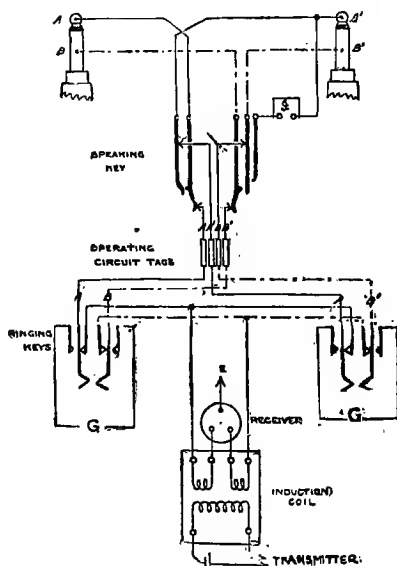 A A'
B B'
S
SPEAKING
KEY
A A' B B'
OPERATING
CIRCUIT TAGS
A B A' B'
RINGING
KEYS
G G
E
RECEIVER
INDUCTION
COIL
TRANSMITTER.